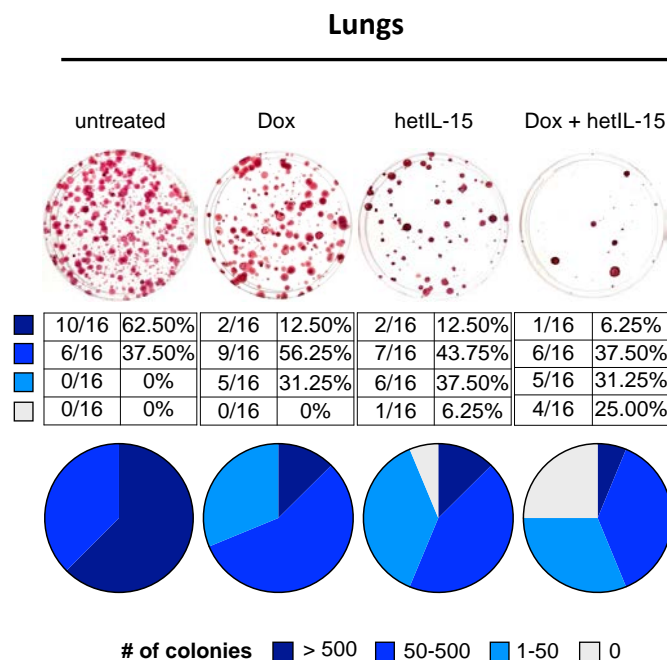 Lungs
untreated Dox hetIL-15 Dox + hetIL-15
10/16 62.50% 2/16 12.50% 2/16 12.50% 1/16 6.25%
6/16 37.50% 9/16 56.25% 7/16 43.75% 6/16 37.50%
0/16 0% 5/16 31.25% 6/16 37.50% 5/16 31.25%
0/16 0% 0/16 0% 1/16 6.25% 4/16 25.00%
# of colonies > 500 50-500 1-50 0